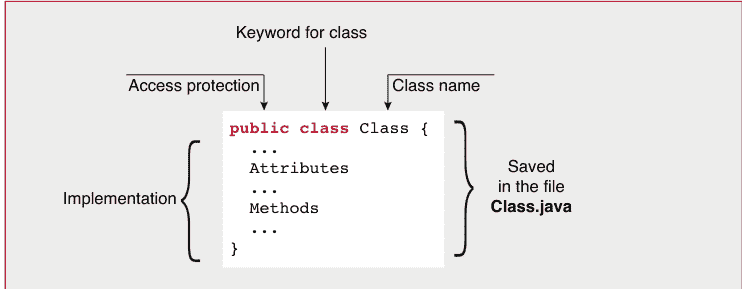 Keyword for class
Access protection
Class name
public class Class {
...
Attributes
...
Methods
...
}
Implementation
Saved
in the file
Class.java